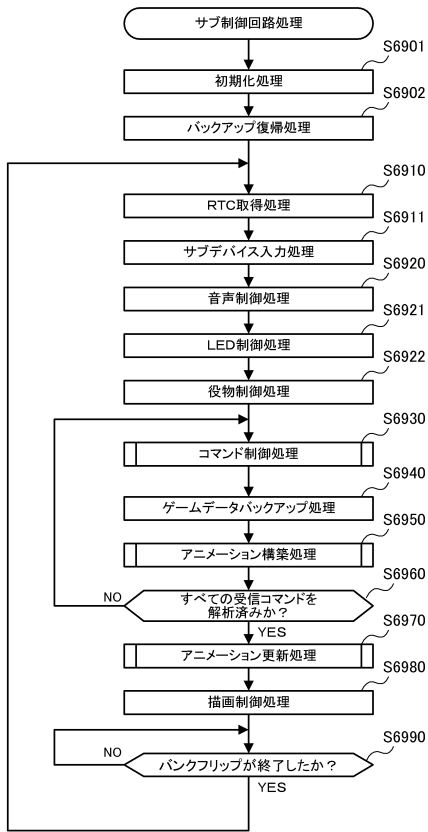 サブ制御回路処理
S6901
初期化処理
S6902
バックアップ復帰処理
S6910
RTC取得処理
S6911
サブデバイス入力処理
S6920
音声制御処理
S6921
LED制御処理
S6922
役物制御処理
S6930
コマンド制御処理
S6940
ゲームデータバックアップ処理
S6950
アニメーション構築処理
S6960
NO
すべての受信コマンドを
解析済みか？
YES
S6970
アニメーション更新処理
S6980
描画制御処理
S6990
NO
バンクフリップが終了したか？
YES